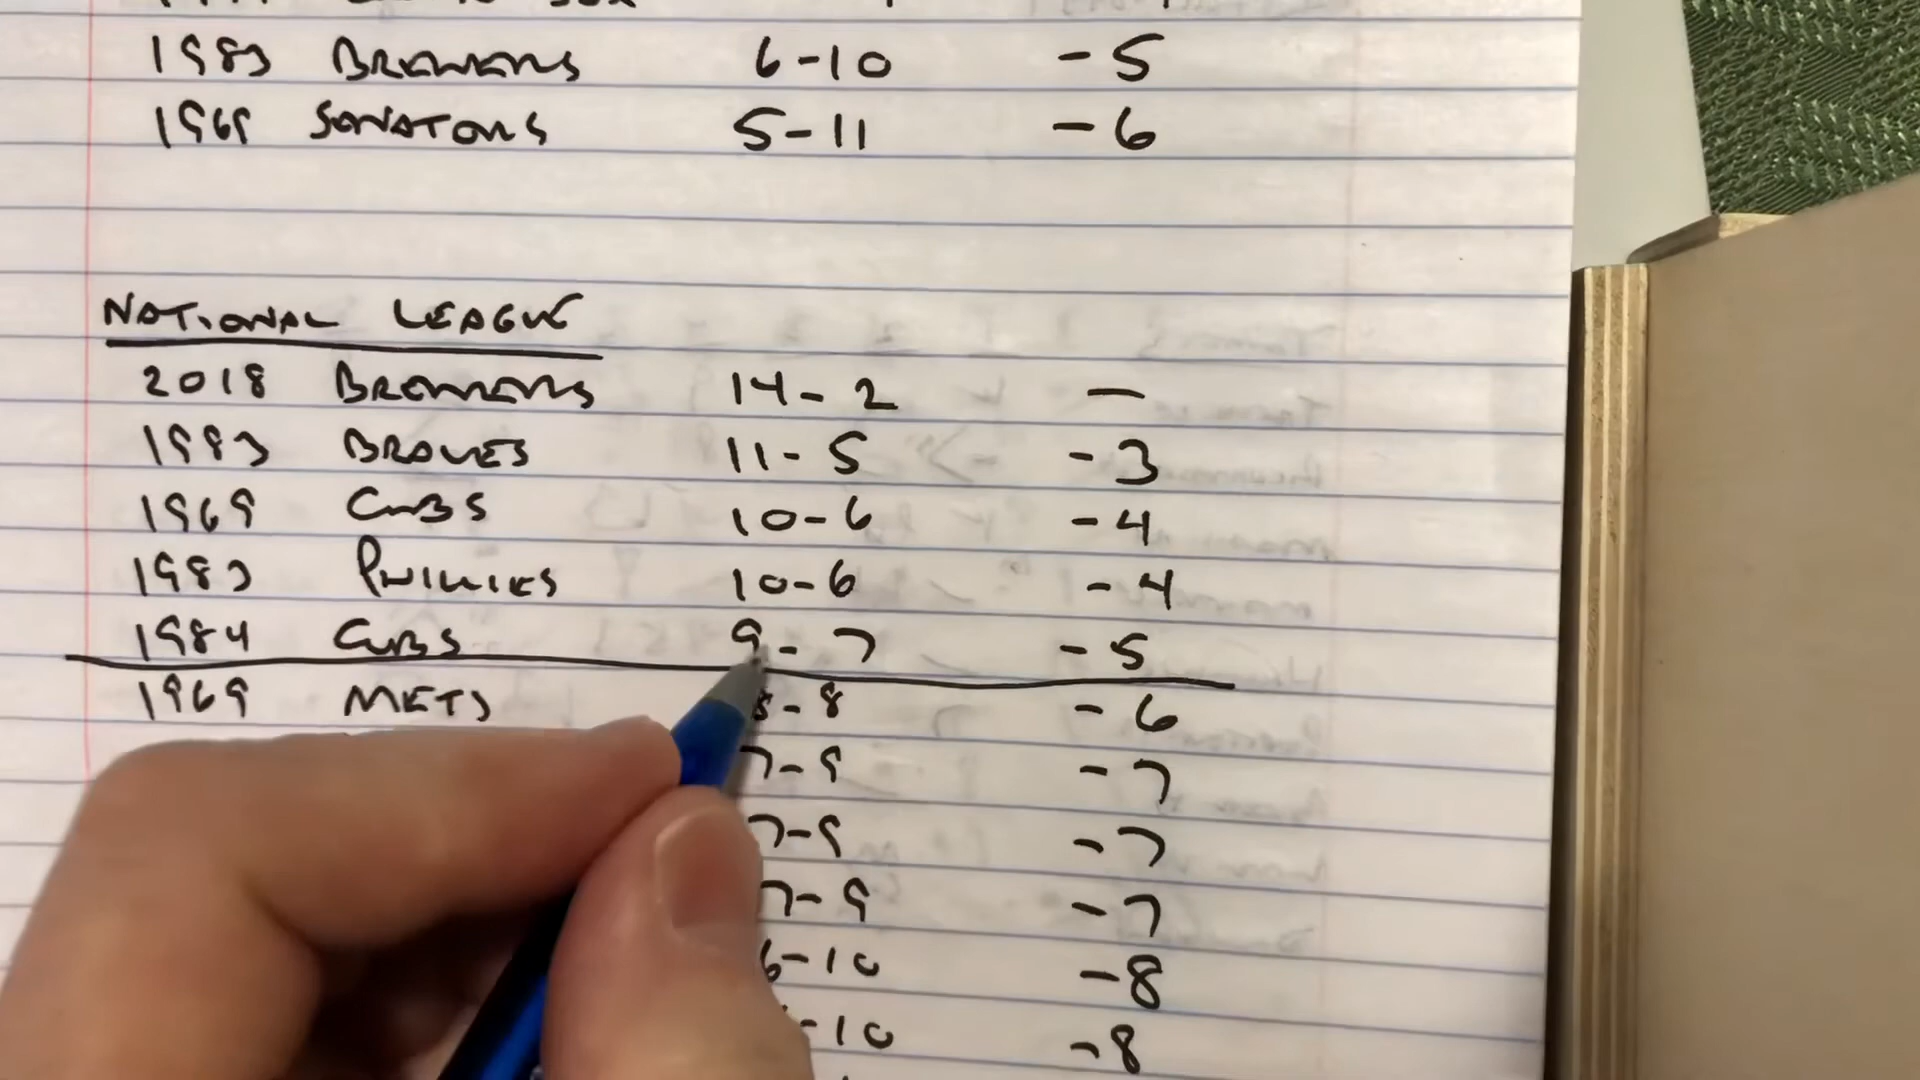 1983 BREWERS 6-10 -5
1969 SENATORS 5-11 -6
NATIONAL LEAGUE
2018 BREWERS 14-2 —
1993 BRAVES 11-5 -3
1969 CUBS 10-6 -4
1983 PHILLIES 10-6 -4
1984 CUBS 9-7 -5
1969 METS 8-8 -6
7-9 -7
7-9 -7
7-9 -7
6-10 -8
-10 -8